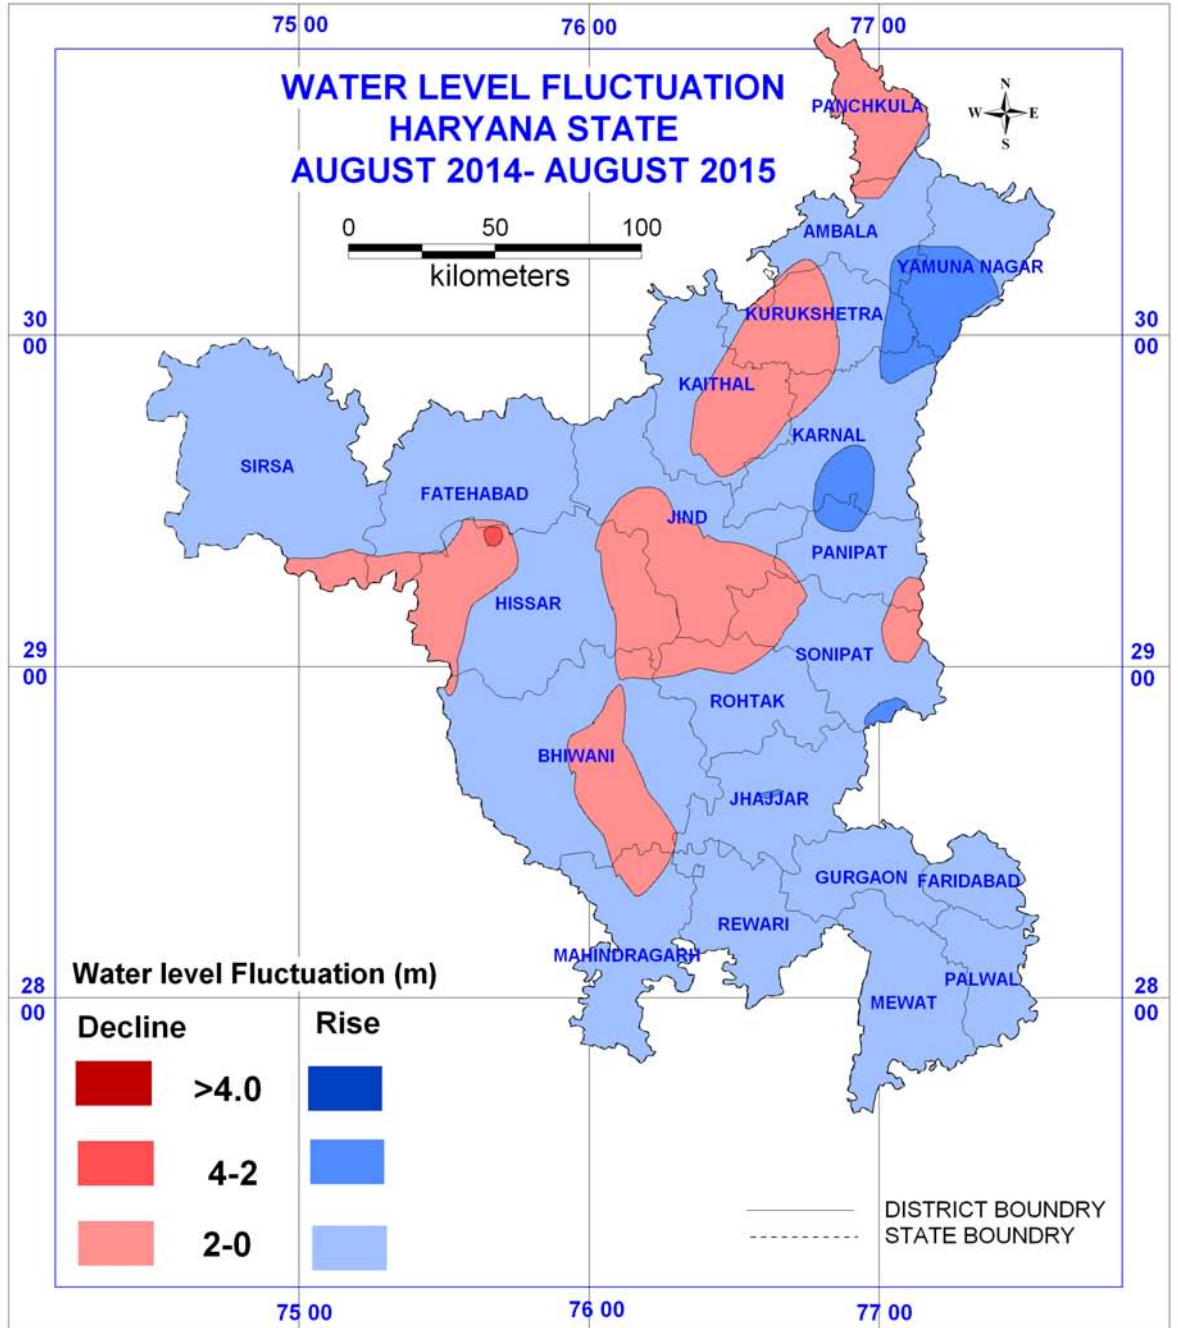 75 00 76 00 77 00
WATER LEVEL FLUCTUATION
HARYANA STATE
AUGUST 2014- AUGUST 2015
N
W E
S
0 50 100
kilometers
PANCHKULA
AMBALA
YAMUNA NAGAR
KURUKSHETRA
30
00
30
00
KAITHAL
KARNAL
SIRSA
FATEHABAD
JIND
PANIPAT
HISSAR
29
00
SONIPAT
29
00
ROHTAK
BHIWANI
JHAJJAR
GURGAON
FARIDABAD
REWARI
MAHINDRAGARH
PALWAL
MEWAT
28
00
28
00
Water level Fluctuation (m)
Decline Rise
>4.0
4-2
2-0
DISTRICT BOUNDRY
STATE BOUNDRY
75 00 76 00 77 00